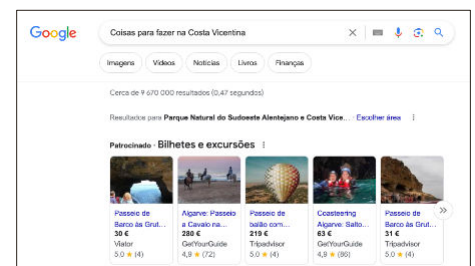 Google
Coisas para fazer na Costa Vicentina
Imagens Vídeos Notícias Livros Finanças
Cerca de 9 670 000 resultados (0,47 segundos)
Resultados para Parque Natural do Sudoeste Alentejano e Costa Vice... · Escolher área
Patrocinado · Bilhetes e excursões
Passeio de Barco às Grut...
30 €
Viator
5,0 ★ (4)
Algarve: Passeio a Cavalo na...
280 €
GetYourGuide
4,9 ★ (72)
Passeio de balão com...
219 €
Tripadvisor
5,0 ★ (4)
Coasteering Algarve: Salto...
63 €
GetYourGuide
4,9 ★ (86)
Passeio de Barco às Grut...
31 €
Tripadvisor
5,0 ★ (4)